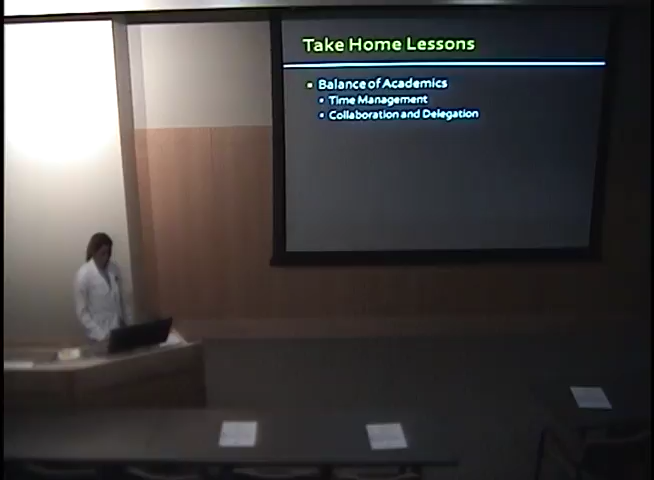 Take Home Lessons
Balance of Academics
Time Management
Collaboration and Delegation